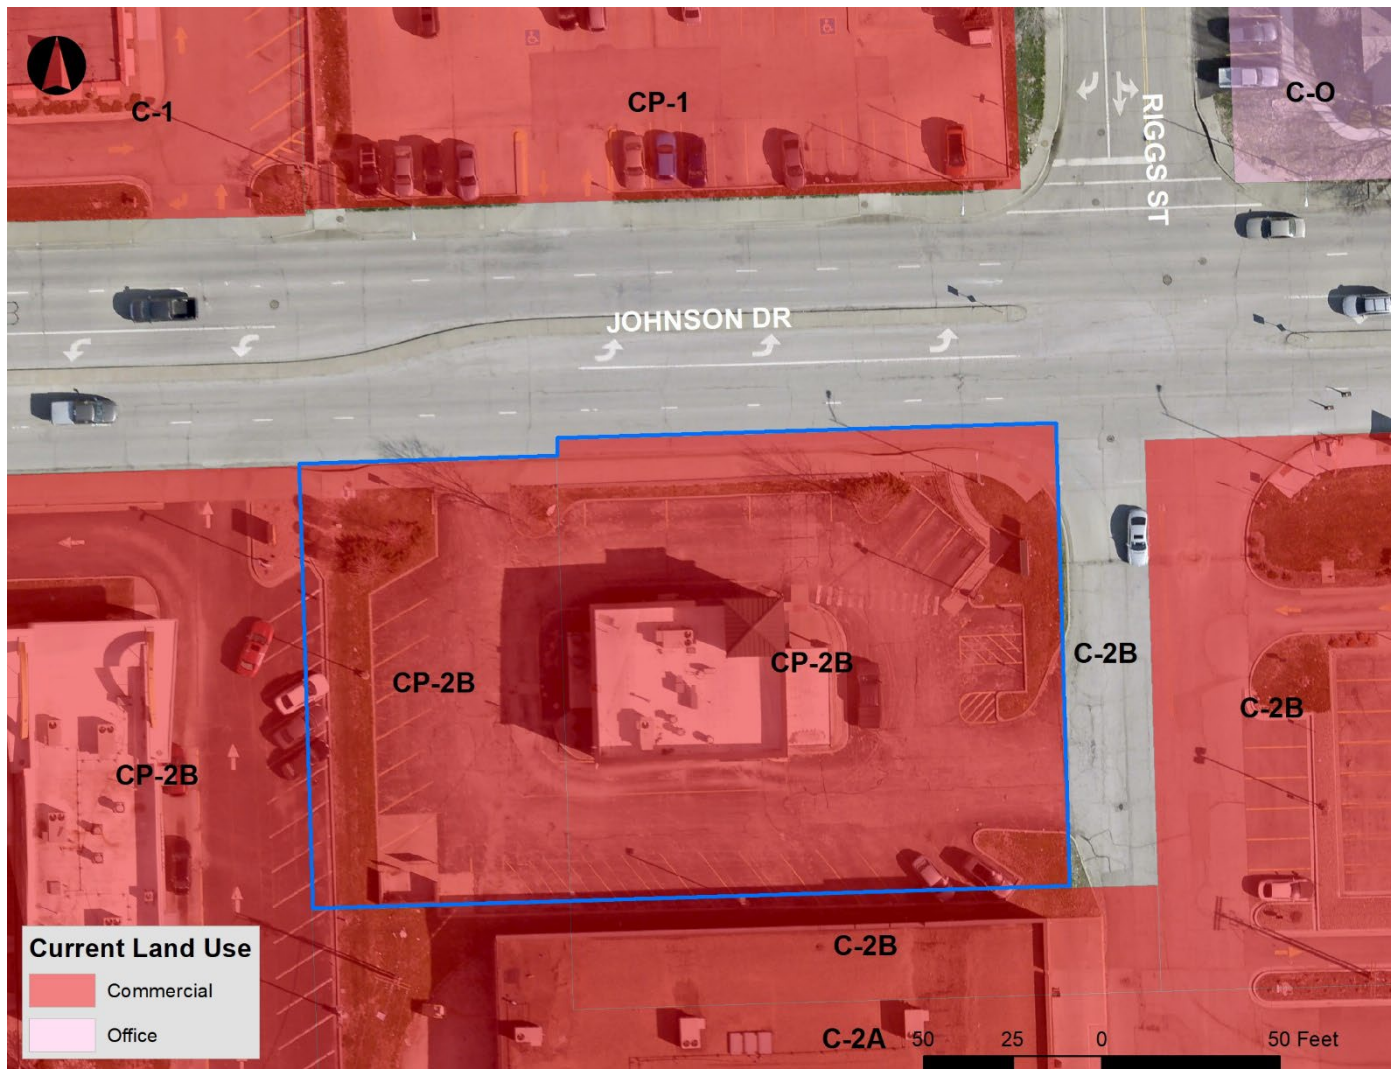 C-1
CP-1
C-O
RIGGS ST
JOHNSON DR
CP-2B
CP-2B
C-2B
C-2B
CP-2B
C-2B
C-2A
Current Land Use
Commercial
Office
50 25 0 50 Feet